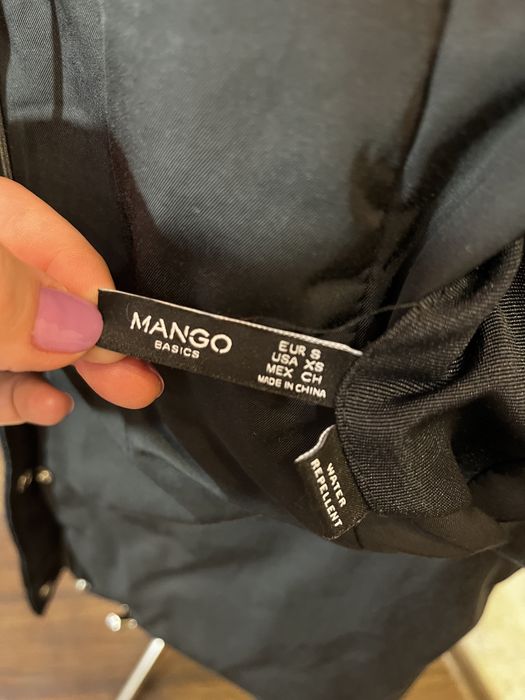 MANGO
BASICS
EUR S
USA XS
MEX CH
MADE IN CHINA
WATER
REPELLENT